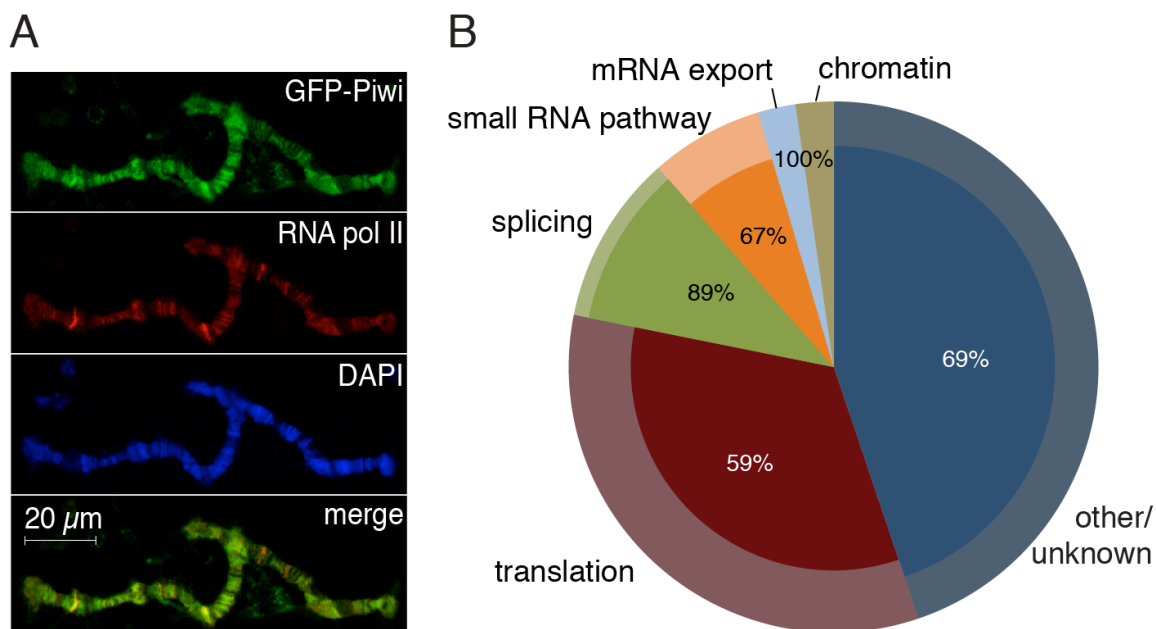 A
GFP-Piwi
RNA pol II
DAPI
merge
20 µm
B
mRNA export
chromatin
small RNA pathway
splicing
translation
other/
unknown
100%
67%
89%
69%
59%